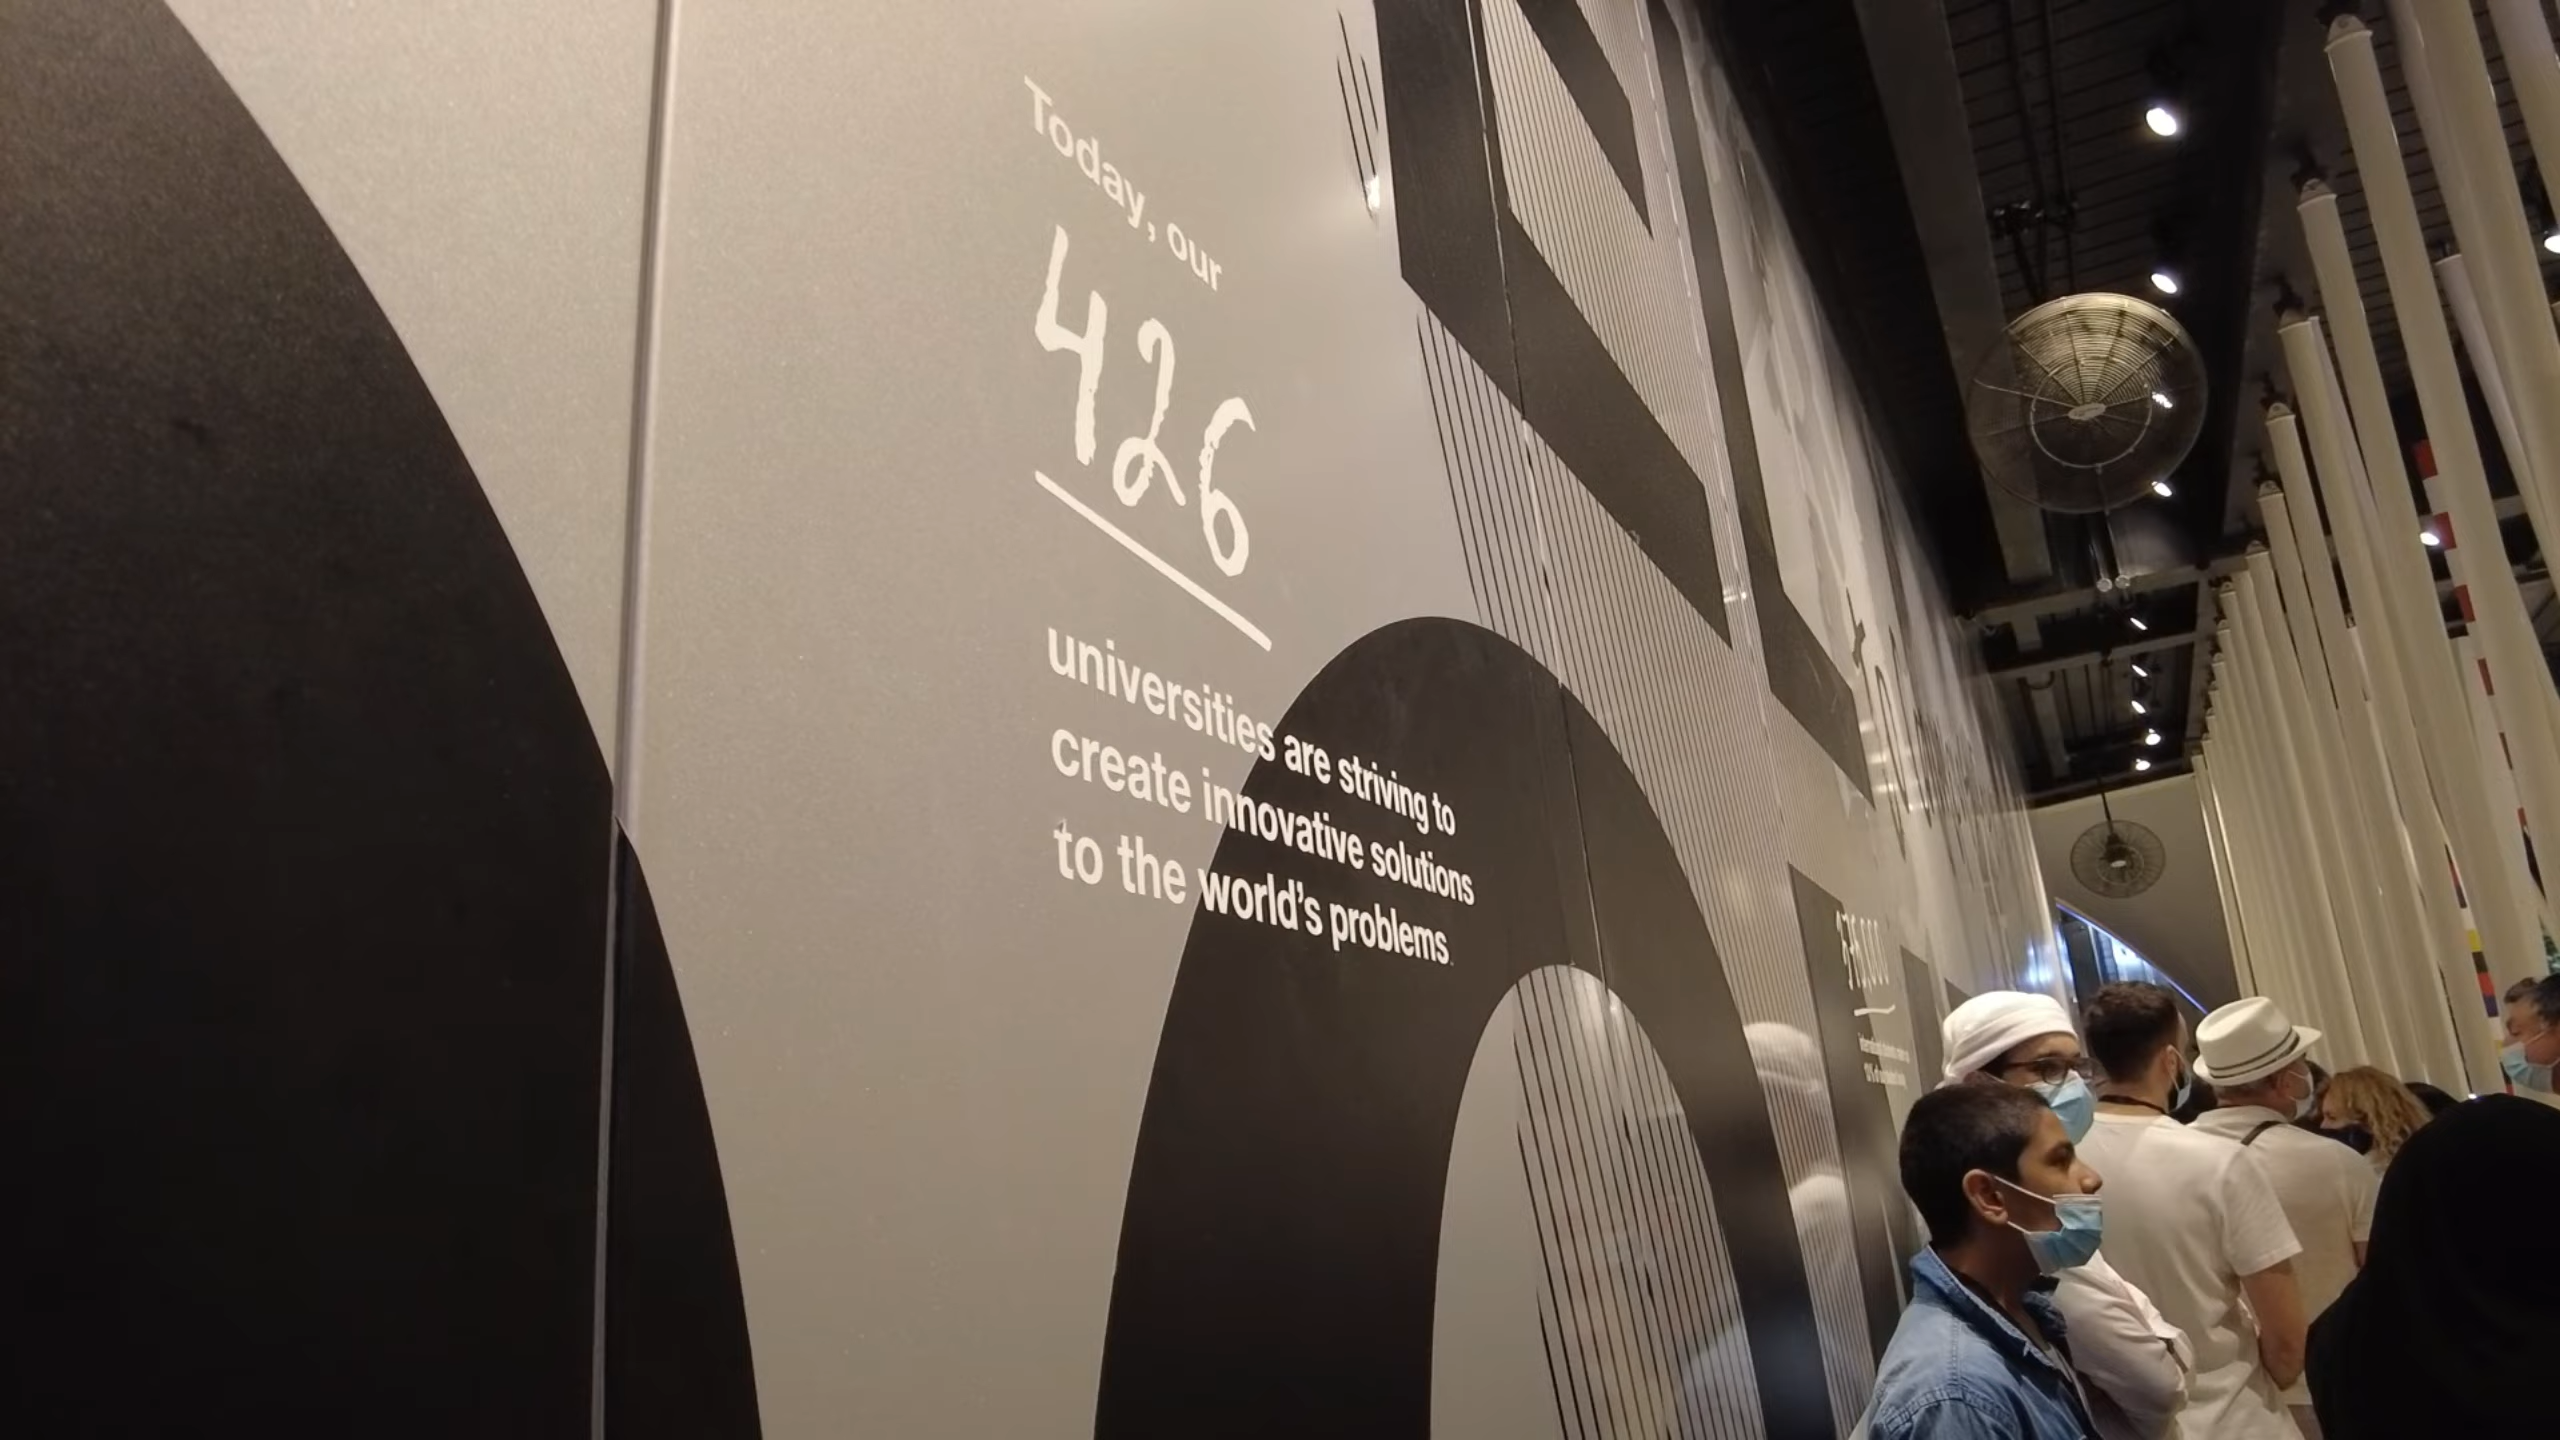 Today, our
426
universities are striving to
create innovative solutions
to the world's problems.